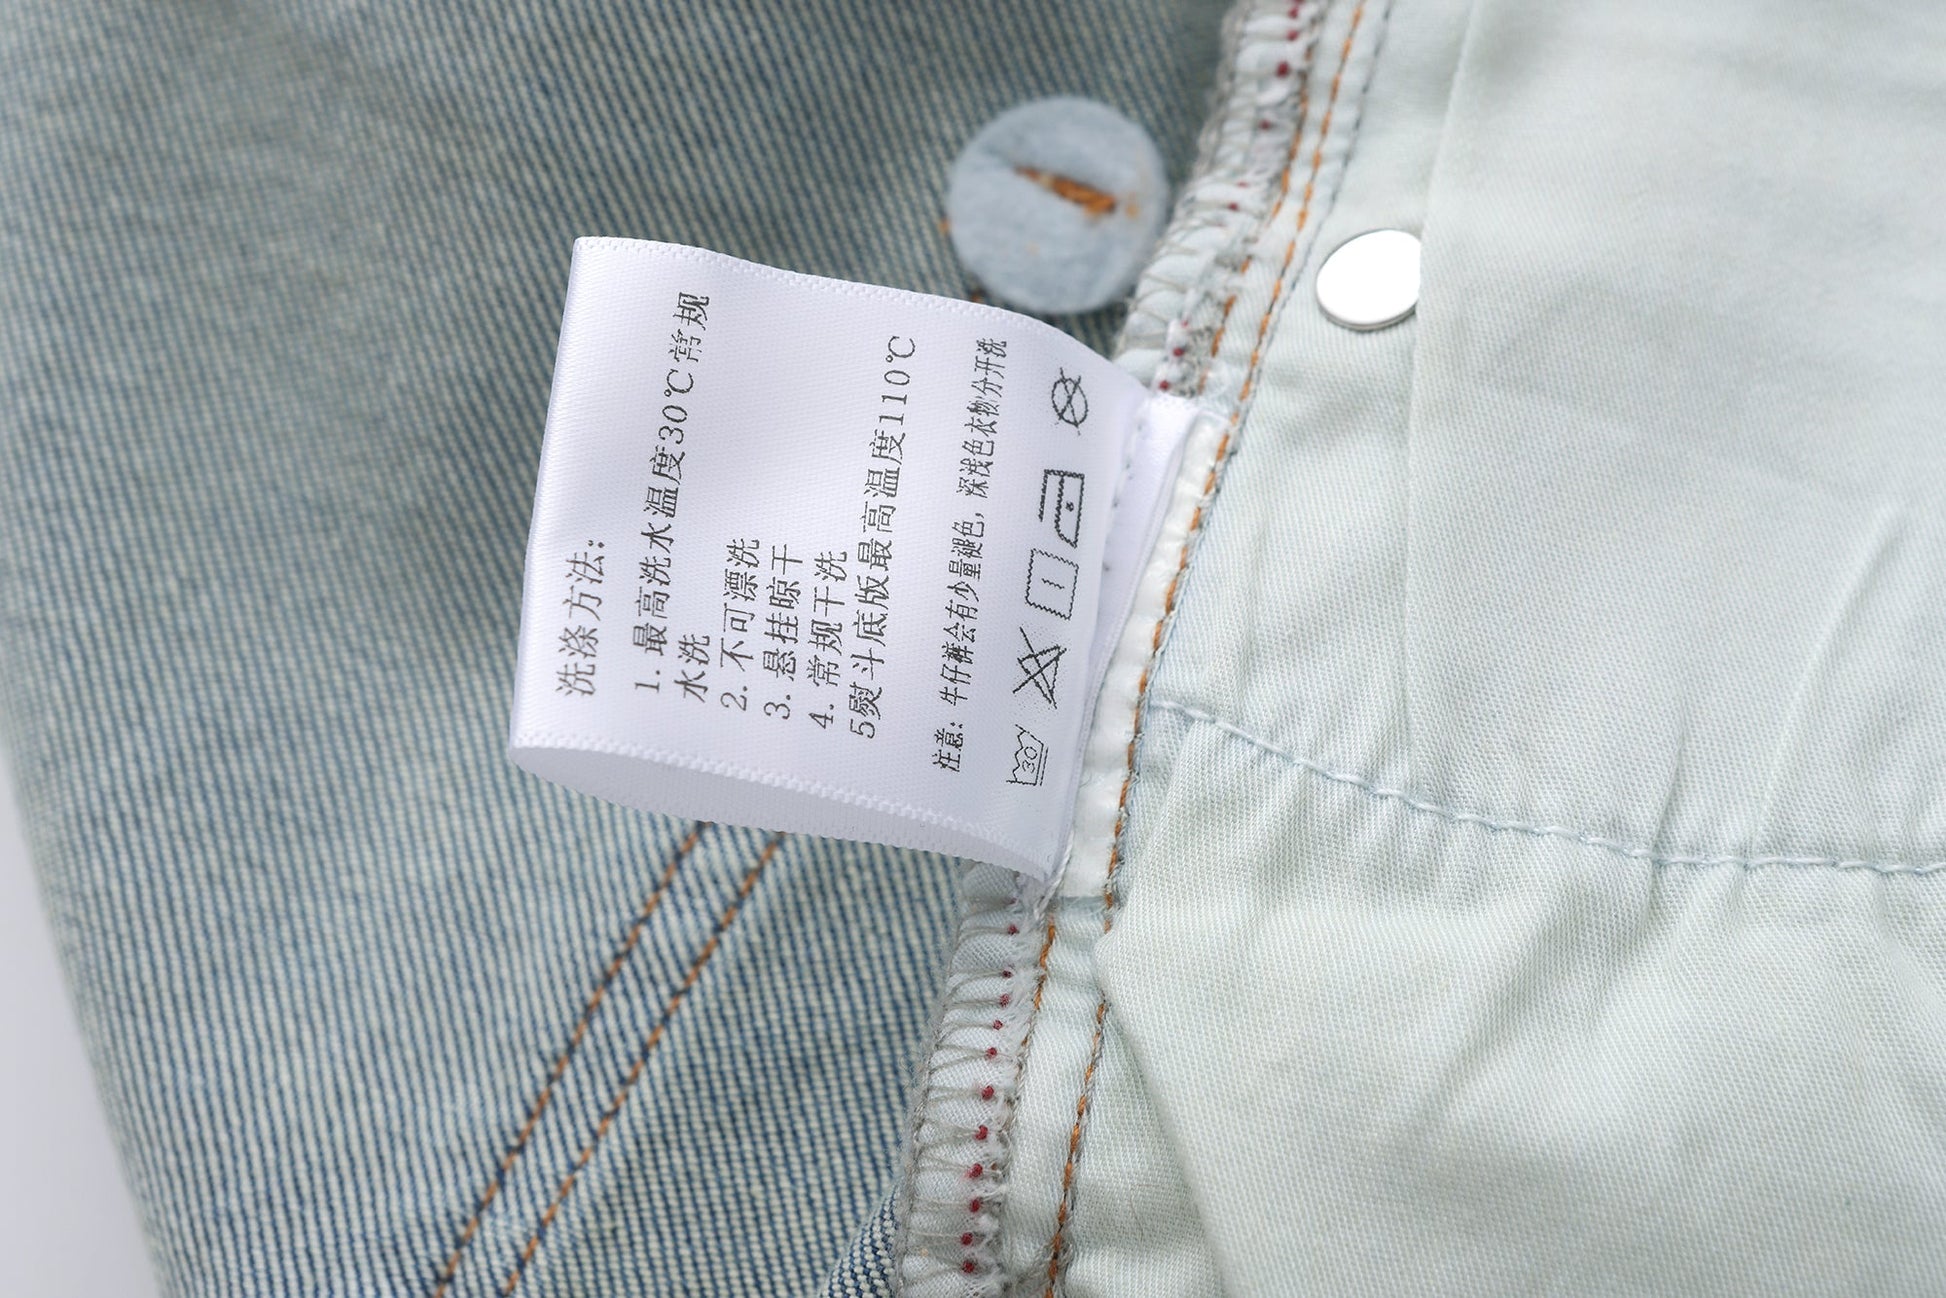 洗涤方法:
1. 最高洗水温度30℃常规
水洗
2. 不可漂洗
3. 悬挂晾干
4. 常规干洗
5熨斗底版最高温度110℃
注意: 牛仔裤会有少量褪色, 深浅色衣物分开洗
30